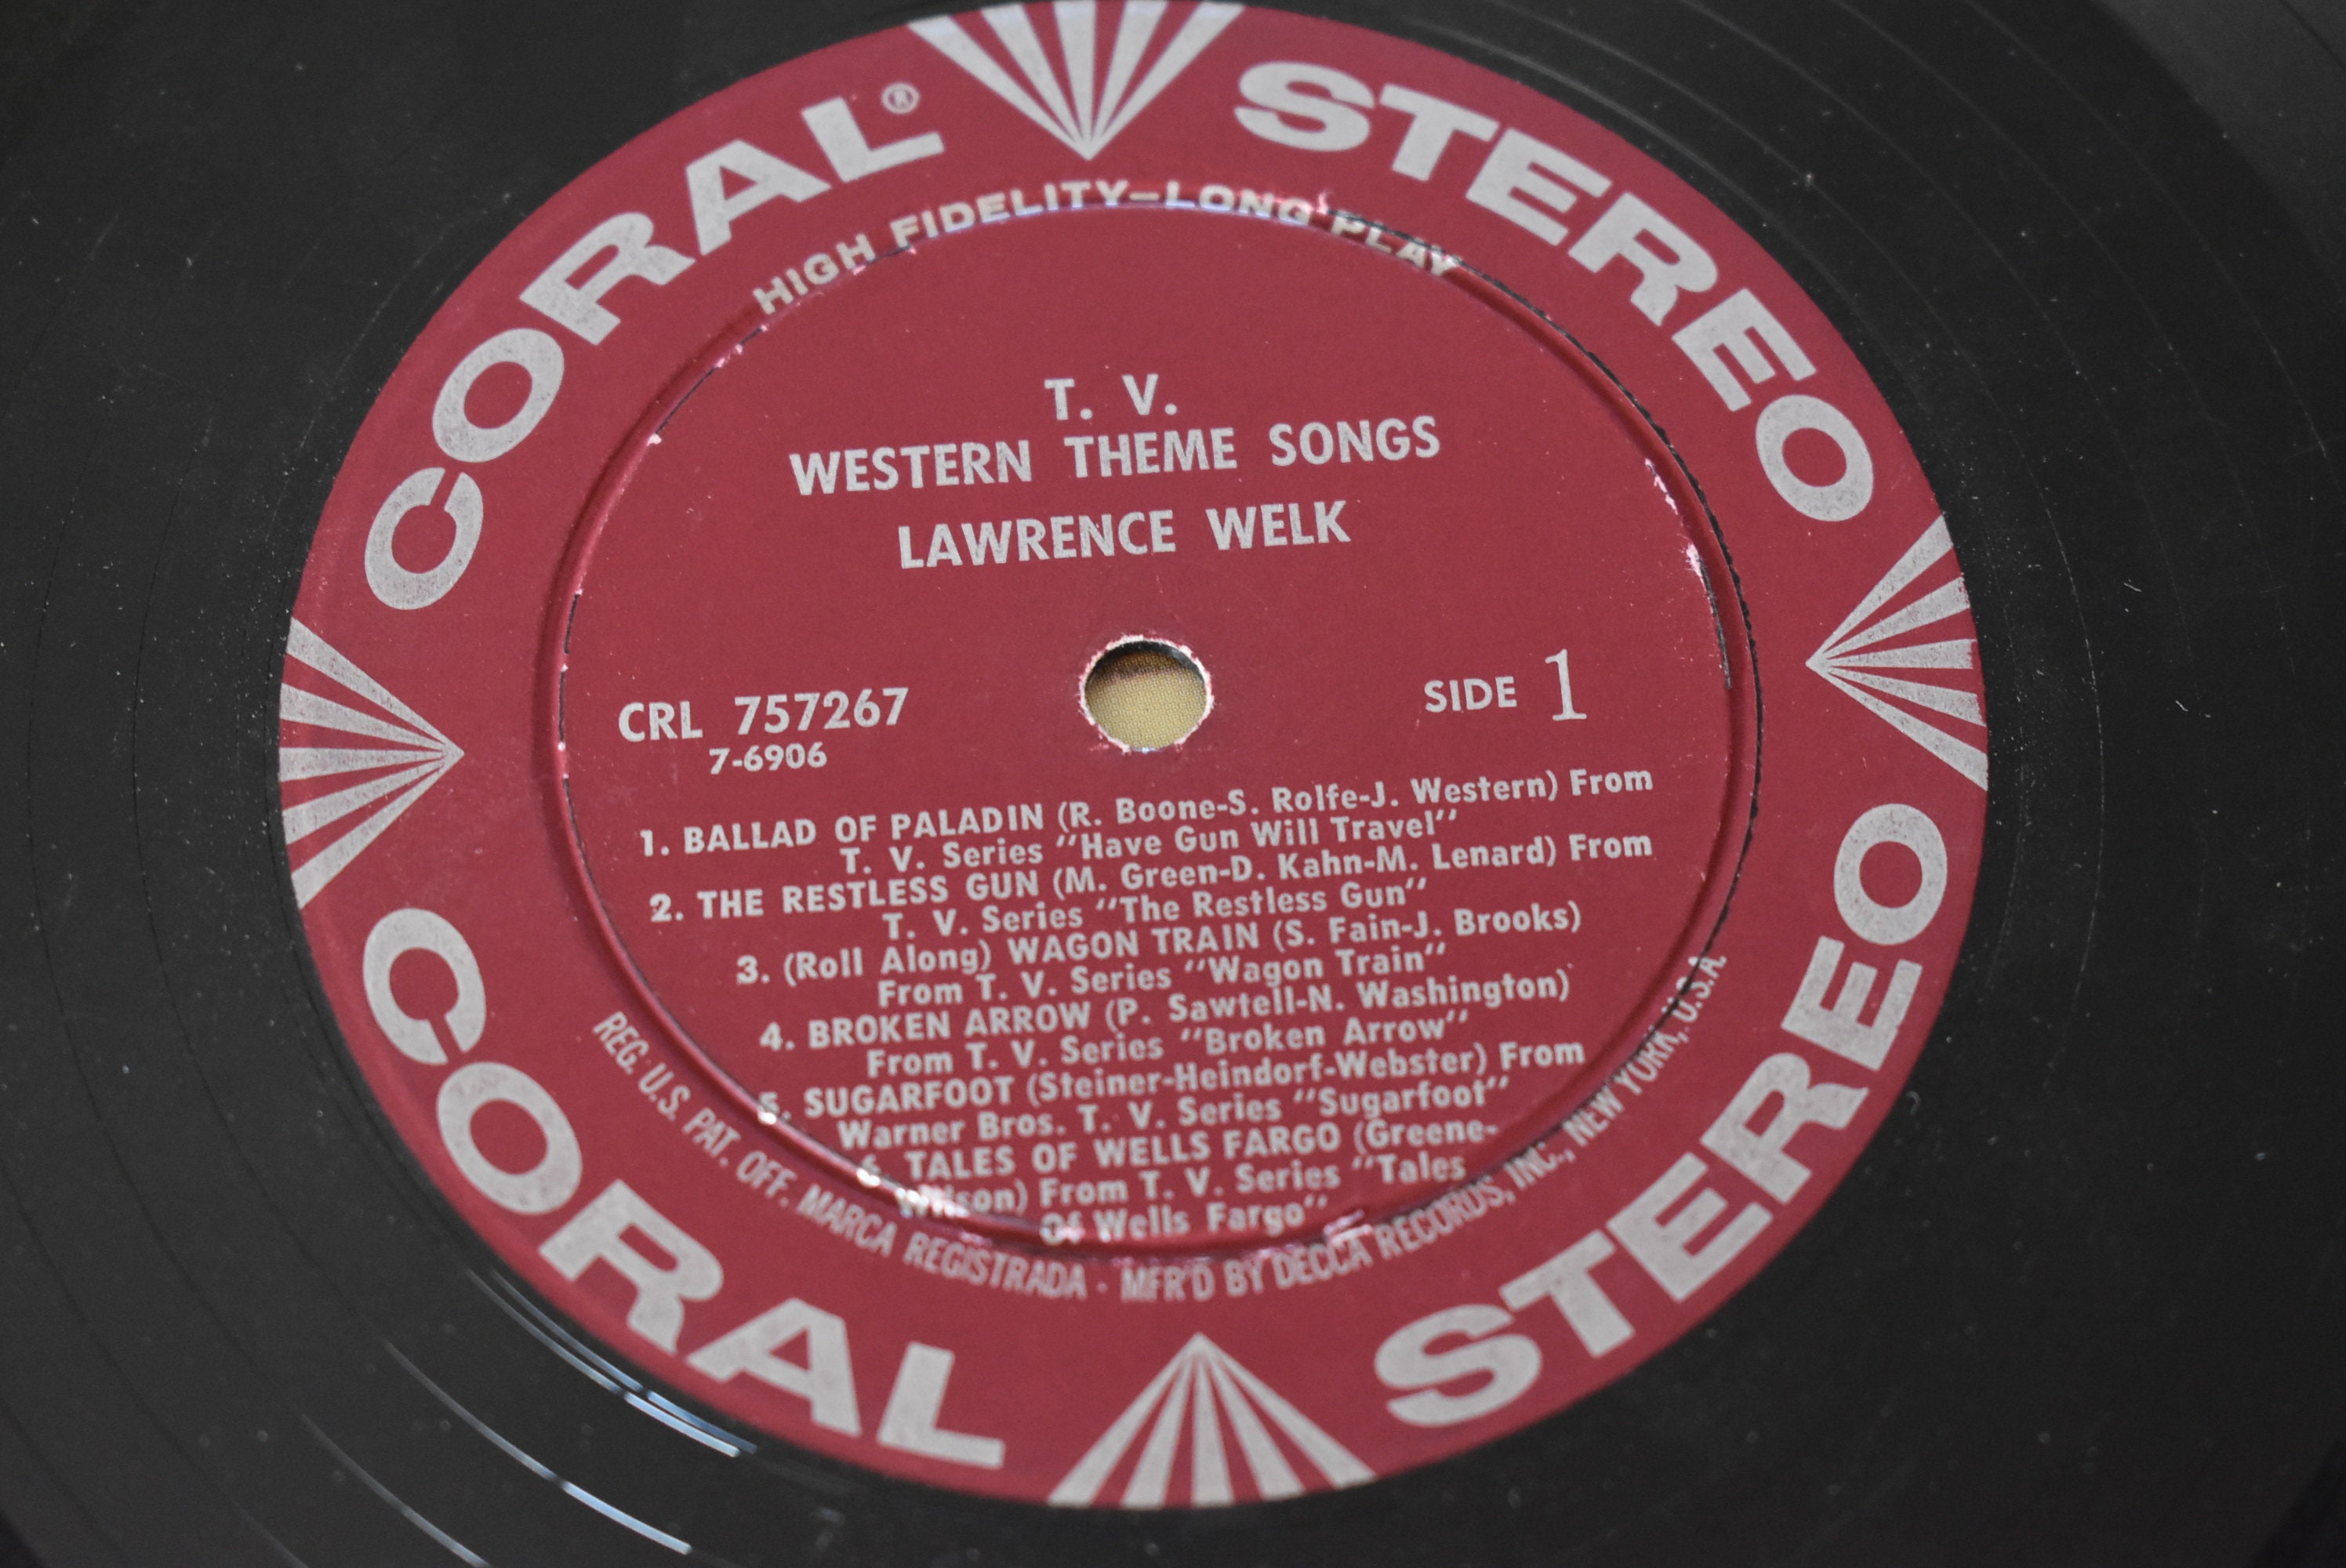 CORAL®
STEREO
HIGH FIDELITY–LONG PLAY
T. V.
WESTERN THEME SONGS
LAWRENCE WELK
CRL 757267
7-6906
SIDE 1
1. BALLAD OF PALADIN (R. Boone-S. Rolfe-J. Western) From
T. V. Series "Have Gun Will Travel"
2. THE RESTLESS GUN (M. Green-D. Kahn-M. Lenard) From
T. V. Series "The Restless Gun"
3. (Roll Along) WAGON TRAIN (S. Fain-J. Brooks)
From T. V. Series "Wagon Train"
4. BROKEN ARROW (P. Sawtell-N. Washington)
From T. V. Series "Broken Arrow"
5. SUGARFOOT (Steiner-Heindorf-Webster) From
Warner Bros. T. V. Series "Sugarfoot"
6. TALES OF WELLS FARGO (Greene-
Wilson) From T. V. Series "Tales
Of Wells Fargo"
REG. U.S. PAT. OFF. MARCA REGISTRADA · MFR'D BY DECCA RECORDS, INC., NEW YORK, U.S.A.
CORAL
STEREO